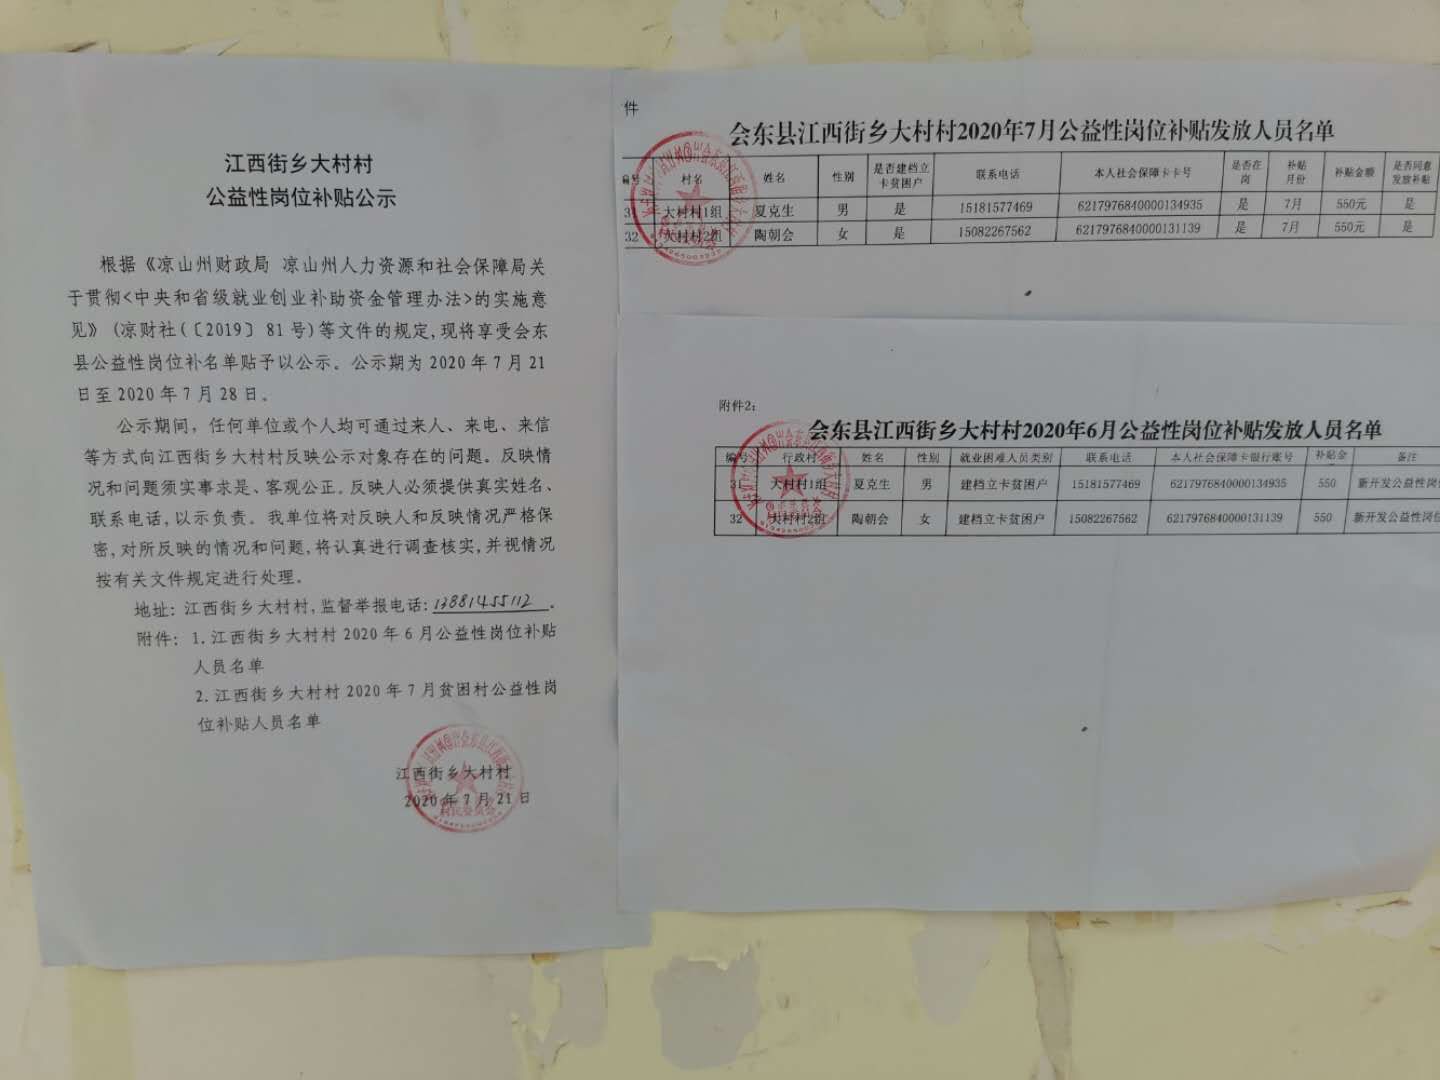 江西街乡大村村
公益性岗位补贴公示
根据《凉山州财政局 凉山州人力资源和社会保障局关
于贯彻<中央和省级就业创业补助资金管理办法>的实施意
见》(凉财社(〔2019〕81号)等文件的规定,现将享受会东
县公益性岗位补名单贴予以公示。公示期为2020年7月21
日至2020年7月28日。
公示期间，任何单位或个人均可通过来人、来电、来信
等方式向江西街乡大村村反映公示对象存在的问题。反映情
况和问题须实事求是、客观公正。反映人必须提供真实姓名、
联系电话,以示负责。我单位将对反映人和反映情况严格保
密,对所反映的情况和问题,将认真进行调查核实,并视情况
按有关文件规定进行处理。
地址：江西街乡大村村,监督举报电话:13881455112。
附件：1.江西街乡大村村2020年6月公益性岗位补贴
人员名单
2.江西街乡大村村2020年7月贫困村公益性岗
位补贴人员名单
江西街乡大村村
2020年7月21日
件
会东县江西街乡大村村2020年7月公益性岗位补贴发放人员名单
编号 村名 姓名 性别 是否建档立卡贫困户 联系电话 本人社会保障卡卡号 是否在岗 补贴月份 补贴金额 是否同意发放补贴
31 大村村1组 夏克生 男 是 15181577469 6217976840000134935 是 7月 550元 是
32 大村村2组 陶朝会 女 是 15082267562 6217976840000131139 是 7月 550元 是
附件2:
会东县江西街乡大村村2020年6月公益性岗位补贴发放人员名单
编号 行政村 姓名 性别 就业困难人员类别 联系电话 本人社会保障卡银行账号 补贴金 备注
31 大村村1组 夏克生 男 建档立卡贫困户 15181577469 6217976840000134935 550 新开发公益性岗位
32 大村村2组 陶朝会 女 建档立卡贫困户 15082267562 6217976840000131139 550 新开发公益性岗位